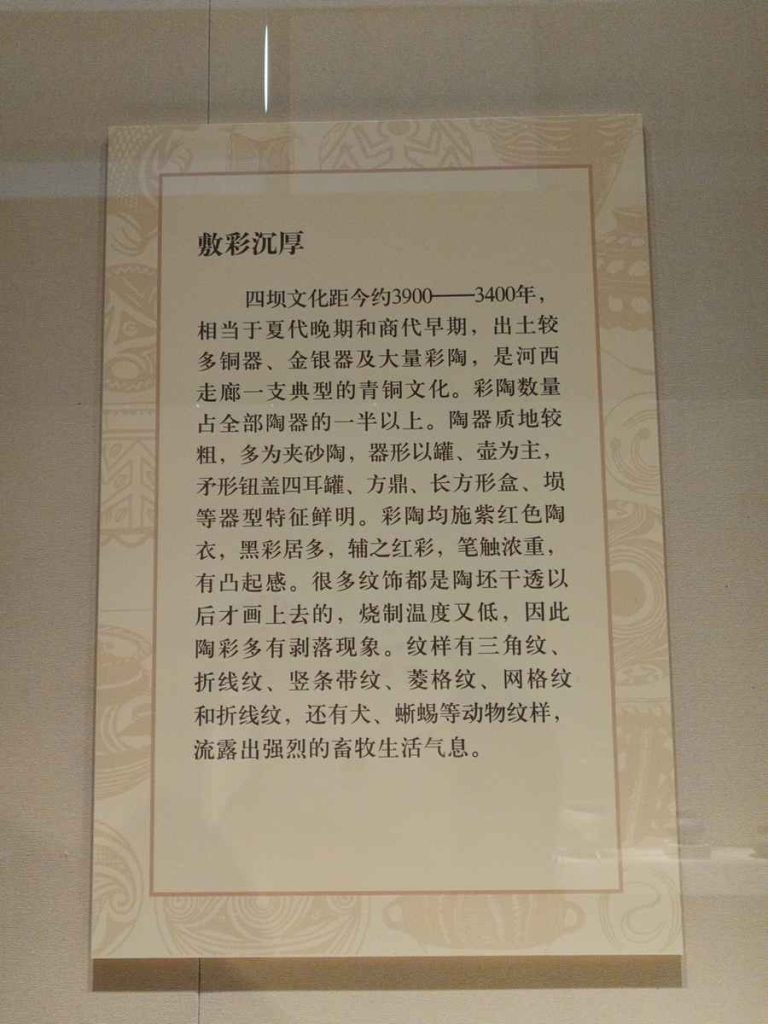 敷彩沉厚
四坝文化距今约3900——3400年，
相当于夏代晚期和商代早期，出土较
多铜器、金银器及大量彩陶，是河西
走廊一支典型的青铜文化。彩陶数量
占全部陶器的一半以上。陶器质地较
粗，多为夹砂陶，器形以罐、壶为主，
矛形钮盖四耳罐、方鼎、长方形盒、埙
等器型特征鲜明。彩陶均施紫红色陶
衣，黑彩居多，辅之红彩，笔触浓重，
有凸起感。很多纹饰都是陶坯干透以
后才画上去的，烧制温度又低，因此
陶彩多有剥落现象。纹样有三角纹、
折线纹、竖条带纹、菱格纹、网格纹
和折线纹，还有犬、蜥蜴等动物纹样，
流露出强烈的畜牧生活气息。